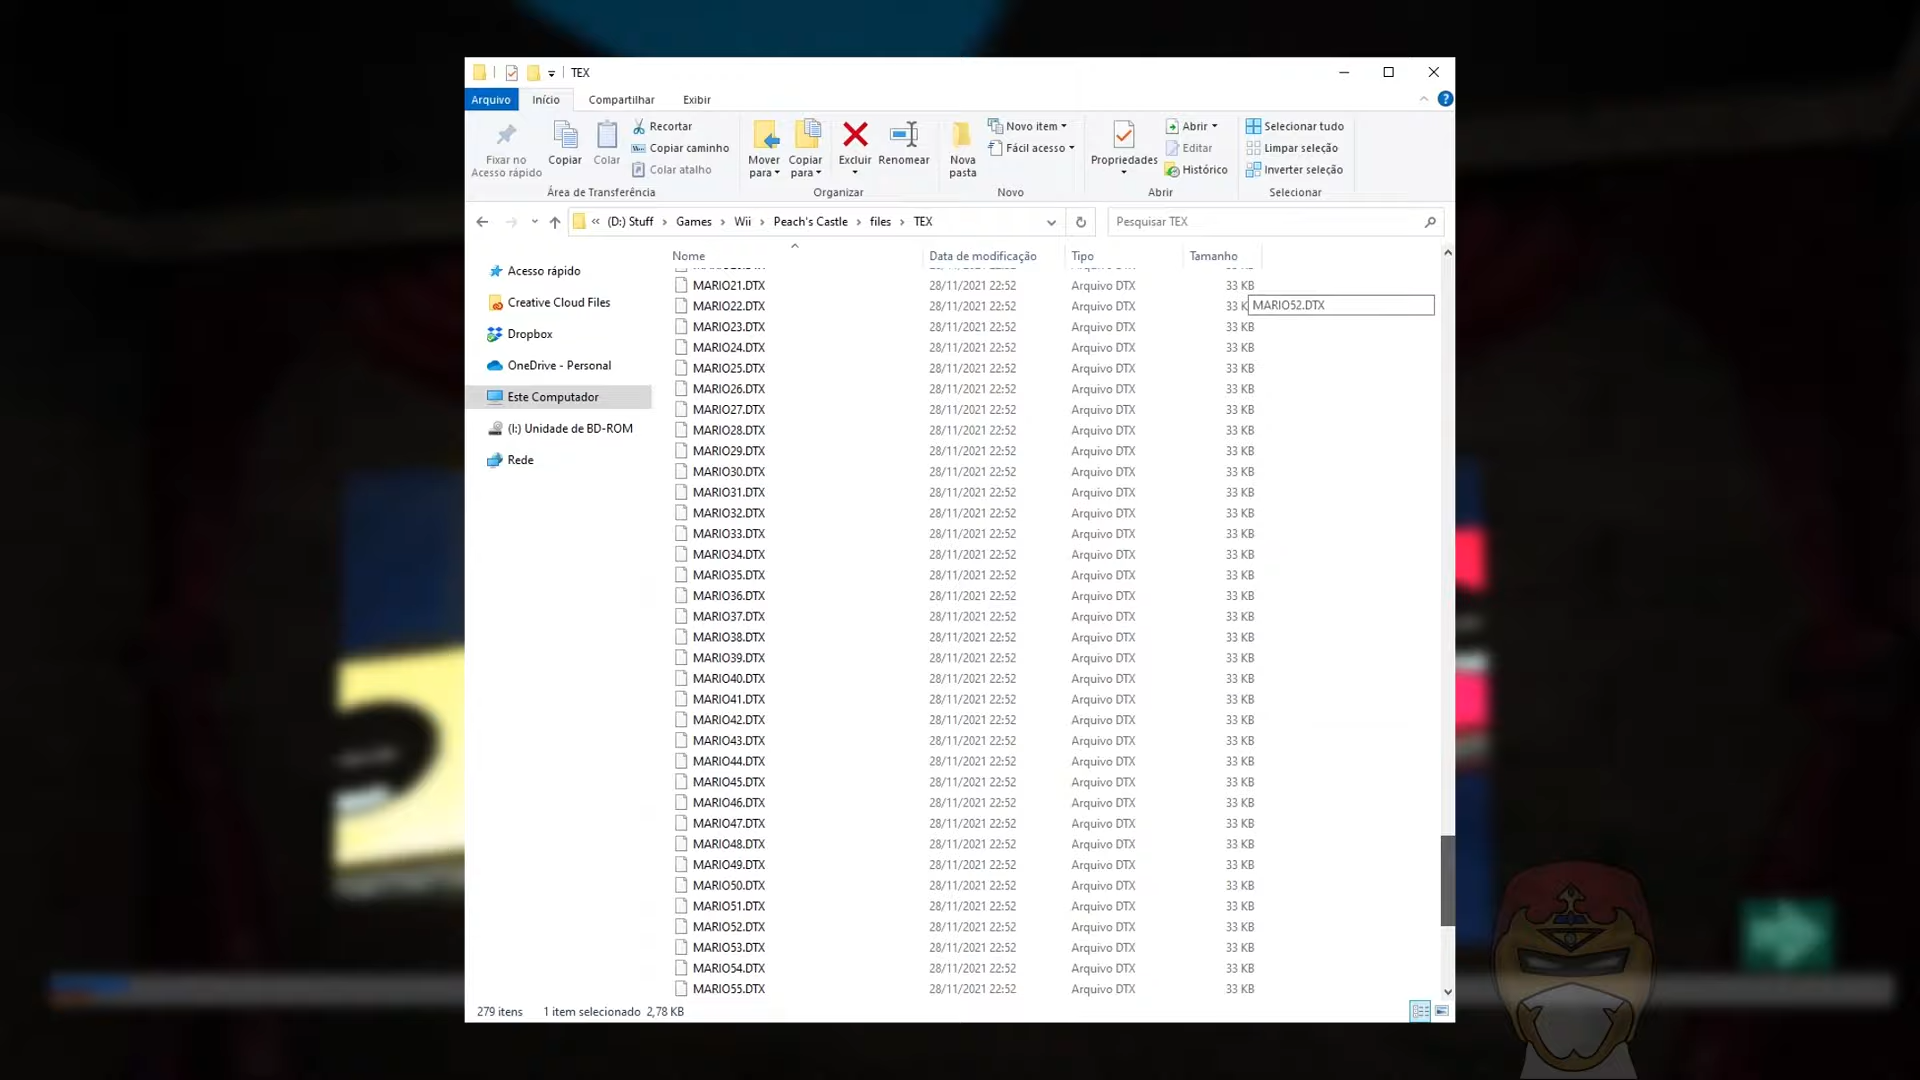 TEX
Arquivo Início Compartilhar Exibir
Fixar no Acesso rápido
Copiar
Colar
Recortar
Copiar caminho
Colar atalho
Mover para
Copiar para
Excluir
Renomear
Nova pasta
Novo item
Fácil acesso
Propriedades
Abrir
Editar
Histórico
Selecionar tudo
Limpar seleção
Inverter seleção
Área de Transferência Organizar Novo Abrir Selecionar
« (D:) Stuff › Games › Wii › Peach's Castle › files › TEX
Pesquisar TEX
Acesso rápido
Creative Cloud Files
Dropbox
OneDrive - Personal
Este Computador
(I:) Unidade de BD-ROM
Rede
Nome Data de modificação Tipo Tamanho
MARIO21.DTX 28/11/2021 22:52 Arquivo DTX 33 KB
MARIO22.DTX 28/11/2021 22:52 Arquivo DTX 33 K
MARIO52.DTX
MARIO23.DTX 28/11/2021 22:52 Arquivo DTX 33 KB
MARIO24.DTX 28/11/2021 22:52 Arquivo DTX 33 KB
MARIO25.DTX 28/11/2021 22:52 Arquivo DTX 33 KB
MARIO26.DTX 28/11/2021 22:52 Arquivo DTX 33 KB
MARIO27.DTX 28/11/2021 22:52 Arquivo DTX 33 KB
MARIO28.DTX 28/11/2021 22:52 Arquivo DTX 33 KB
MARIO29.DTX 28/11/2021 22:52 Arquivo DTX 33 KB
MARIO30.DTX 28/11/2021 22:52 Arquivo DTX 33 KB
MARIO31.DTX 28/11/2021 22:52 Arquivo DTX 33 KB
MARIO32.DTX 28/11/2021 22:52 Arquivo DTX 33 KB
MARIO33.DTX 28/11/2021 22:52 Arquivo DTX 33 KB
MARIO34.DTX 28/11/2021 22:52 Arquivo DTX 33 KB
MARIO35.DTX 28/11/2021 22:52 Arquivo DTX 33 KB
MARIO36.DTX 28/11/2021 22:52 Arquivo DTX 33 KB
MARIO37.DTX 28/11/2021 22:52 Arquivo DTX 33 KB
MARIO38.DTX 28/11/2021 22:52 Arquivo DTX 33 KB
MARIO39.DTX 28/11/2021 22:52 Arquivo DTX 33 KB
MARIO40.DTX 28/11/2021 22:52 Arquivo DTX 33 KB
MARIO41.DTX 28/11/2021 22:52 Arquivo DTX 33 KB
MARIO42.DTX 28/11/2021 22:52 Arquivo DTX 33 KB
MARIO43.DTX 28/11/2021 22:52 Arquivo DTX 33 KB
MARIO44.DTX 28/11/2021 22:52 Arquivo DTX 33 KB
MARIO45.DTX 28/11/2021 22:52 Arquivo DTX 33 KB
MARIO46.DTX 28/11/2021 22:52 Arquivo DTX 33 KB
MARIO47.DTX 28/11/2021 22:52 Arquivo DTX 33 KB
MARIO48.DTX 28/11/2021 22:52 Arquivo DTX 33 KB
MARIO49.DTX 28/11/2021 22:52 Arquivo DTX 33 KB
MARIO50.DTX 28/11/2021 22:52 Arquivo DTX 33 KB
MARIO51.DTX 28/11/2021 22:52 Arquivo DTX 33 KB
MARIO52.DTX 28/11/2021 22:52 Arquivo DTX 33 KB
MARIO53.DTX 28/11/2021 22:52 Arquivo DTX 33 KB
MARIO54.DTX 28/11/2021 22:52 Arquivo DTX 33 KB
MARIO55.DTX 28/11/2021 22:52 Arquivo DTX 33 KB
279 itens 1 item selecionado 2,78 KB